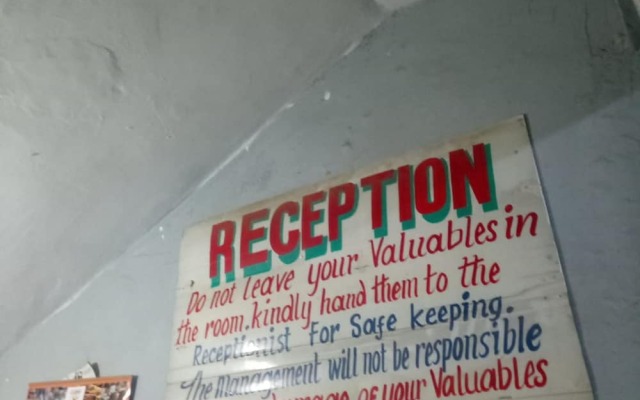 RECEPTION
Do not leave your Valuables in
the room. kindly hand them to the
Receptionist for Safe keeping.
The management will not be responsible
of your Valuables